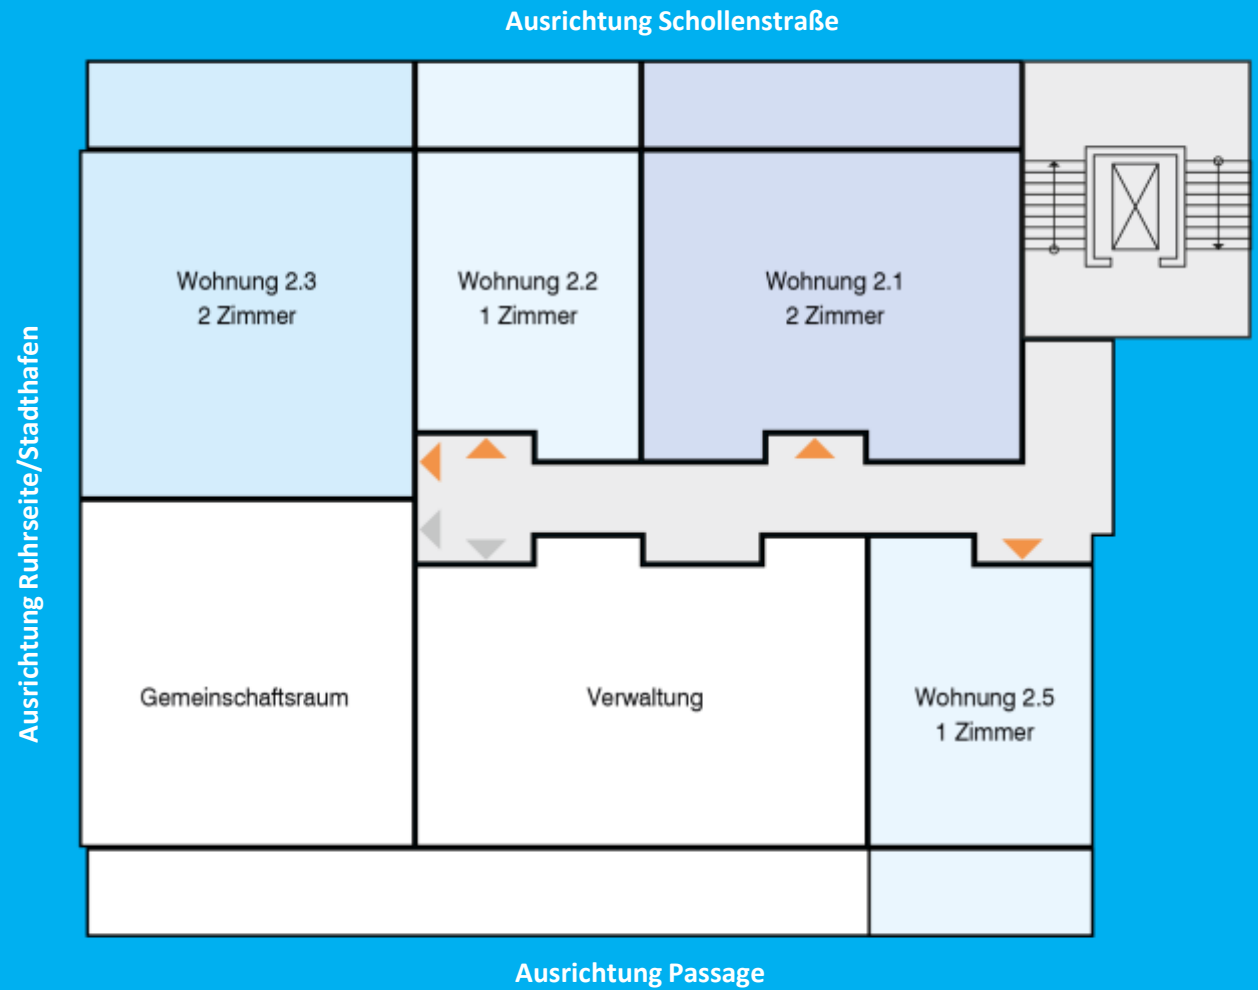 Ausrichtung Schollenstraße
Wohnung 2.3
2 Zimmer
Wohnung 2.2
1 Zimmer
Wohnung 2.1
2 Zimmer
Ausrichtung Ruhrseite/Stadthafen
Gemeinschaftsraum
Verwaltung
Wohnung 2.5
1 Zimmer
Ausrichtung Passage